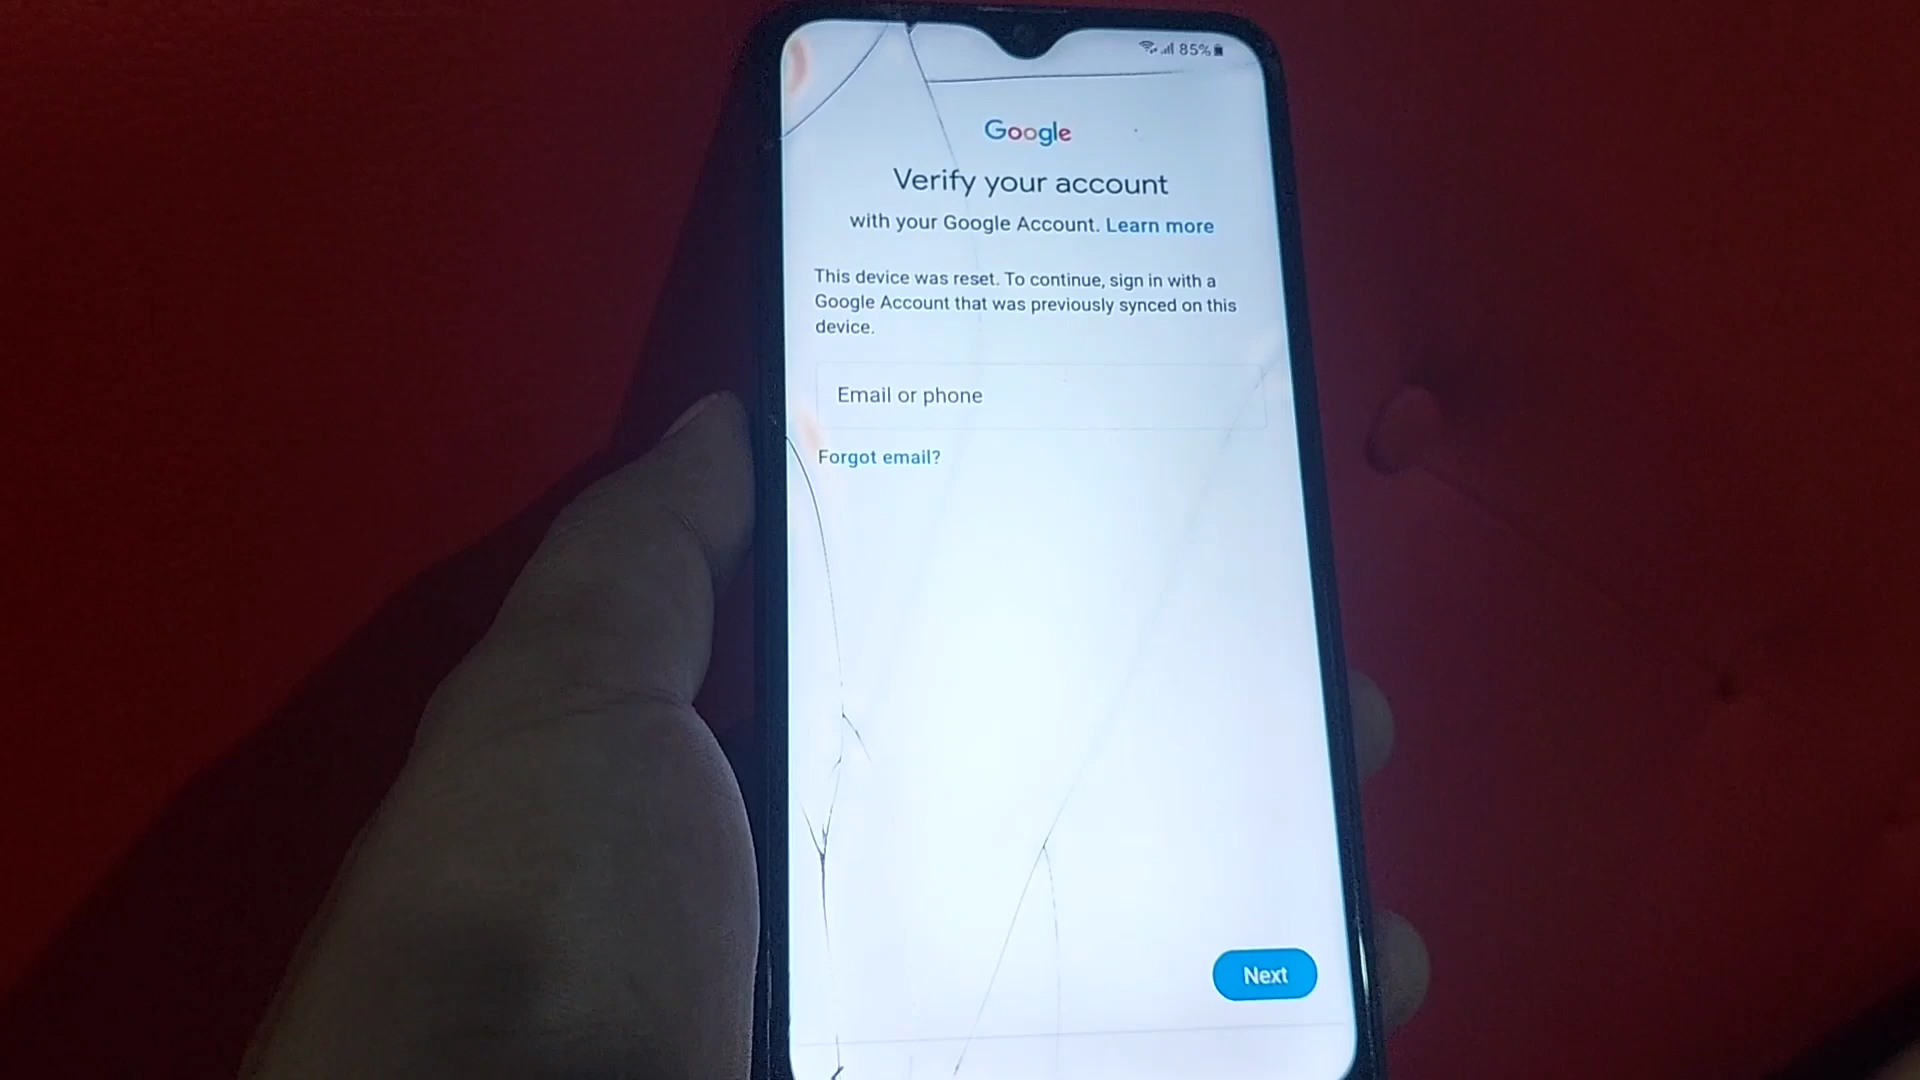 85%
Google
Verify your account
with your Google Account. Learn more
This device was reset. To continue, sign in with a
Google Account that was previously synced on this
device.
Email or phone
Forgot email?
Next